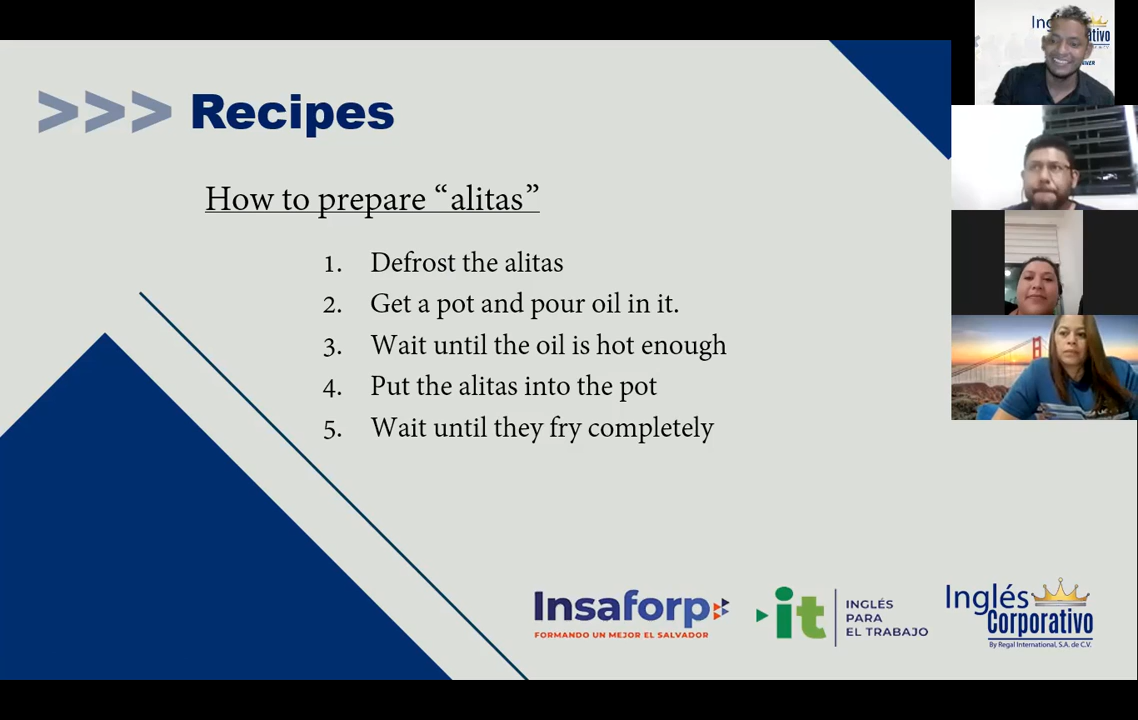 >>> Recipes
How to prepare “alitas”
1. Defrost the alitas
2. Get a pot and pour oil in it.
3. Wait until the oil is hot enough
4. Put the alitas into the pot
5. Wait until they fry completely
Insaforp
FORMANDO UN MEJOR EL SALVADOR
it
INGLÉS
PARA
EL TRABAJO
Inglés
Corporativo
By Regal International, S.A. de C.V.